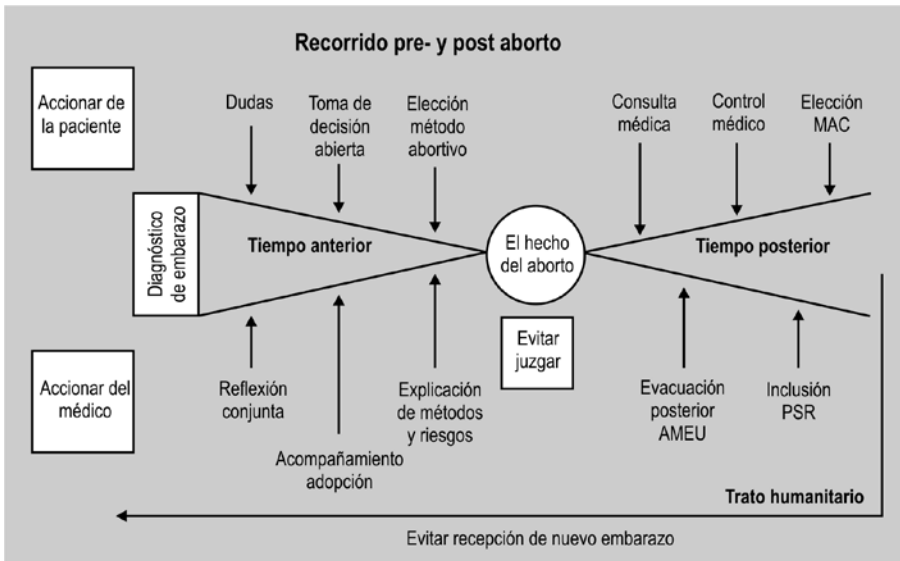 Recorrido pre- y post aborto
Accionar de
la paciente
Dudas
Toma de
decisión
abierta
Elección
método
abortivo
Consulta
médica
Control
médico
Elección
MAC
Diagnóstico
de embarazo
Tiempo anterior
El hecho
del aborto
Tiempo posterior
Evitar
juzgar
Accionar del
médico
Reflexión
conjunta
Acompañamiento
adopción
Explicación
de métodos
y riesgos
Evacuación
posterior
AMEU
Inclusión
PSR
Trato humanitario
Evitar recepción de nuevo embarazo